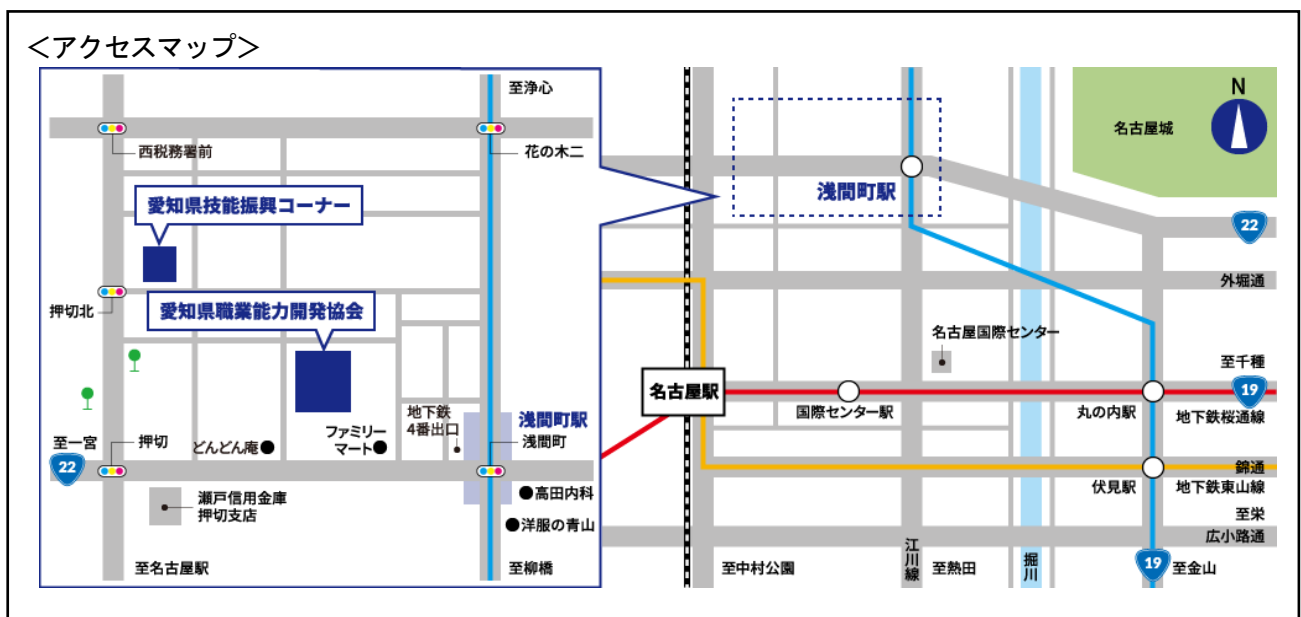 ＜アクセスマップ＞
至浄心
西税務署前
花の木二
愛知県技能振興コーナー
押切北
愛知県職業能力開発協会
地下鉄
4番出口
浅間町駅
浅間町
至一宮
22
押切
どんどん庵
ファミリー
マート
瀬戸信用金庫
押切支店
高田内科
洋服の青山
至名古屋駅
至柳橋
N
名古屋城
浅間町駅
22
外堀通
名古屋国際センター
至千種
19
名古屋駅
国際センター駅
丸の内駅
地下鉄桜通線
錦通
伏見駅
地下鉄東山線
至栄
広小路通
至中村公園
江川線
至熱田
堀川
19
至金山